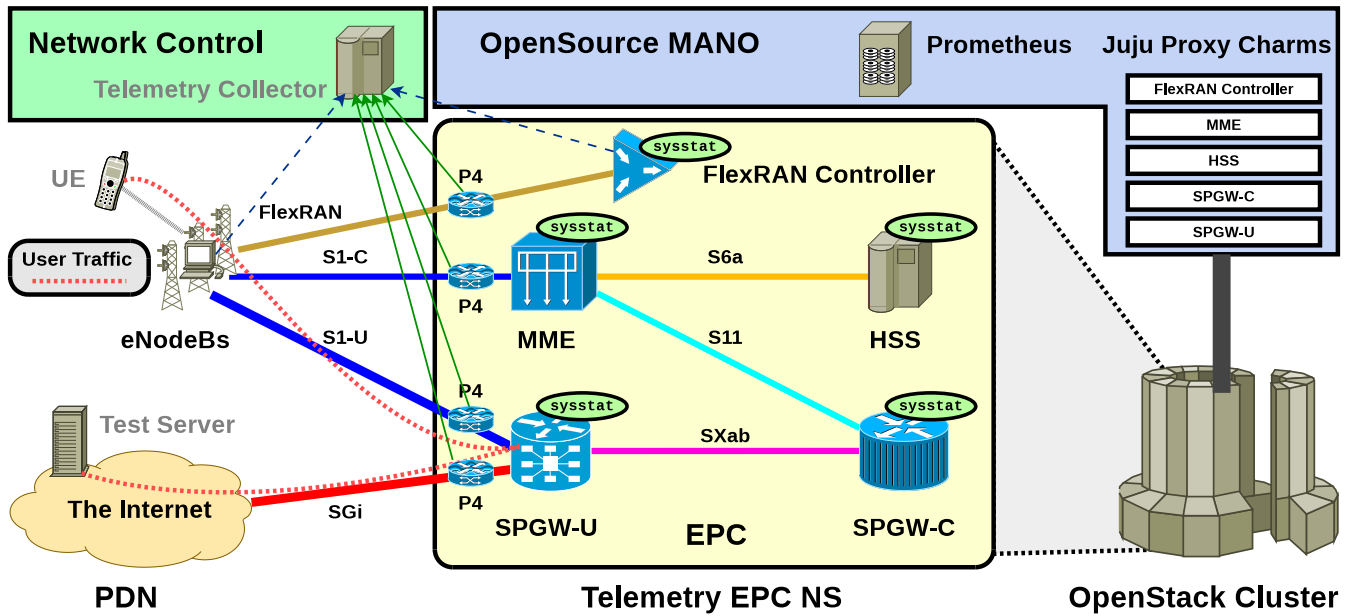 Network Control
Telemetry Collector
OpenSource MANO
Prometheus
Juju Proxy Charms
FlexRAN Controller
MME
HSS
SPGW-C
SPGW-U
UE
FlexRAN
P4
sysstat
FlexRAN Controller
User Traffic
S1-C
P4
sysstat
S6a
sysstat
eNodeBs
S1-U
MME
S11
HSS
Test Server
P4
sysstat
SXab
sysstat
The Internet
SGi
P4
SPGW-U
EPC
SPGW-C
PDN
Telemetry EPC NS
OpenStack Cluster